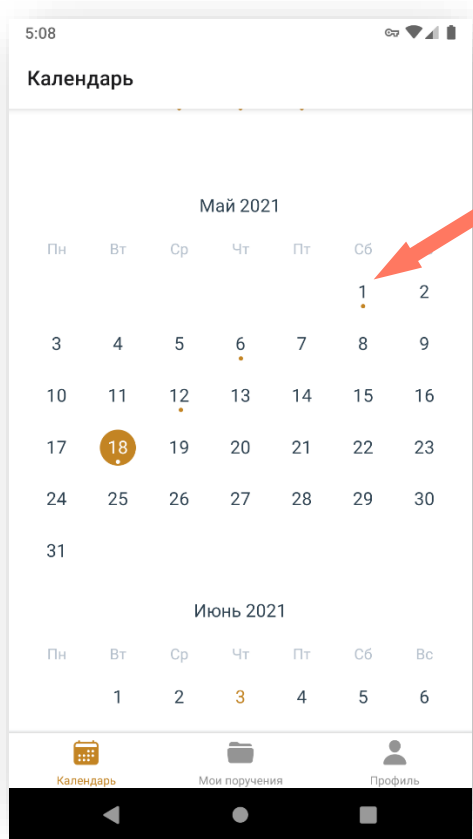 5:08
Календарь
Май 2021
Пн Вт Ср Чт Пт Сб
1 2
3 4 5 6 7 8 9
10 11 12 13 14 15 16
17 18 19 20 21 22 23
24 25 26 27 28 29 30
31
Июнь 2021
Пн Вт Ср Чт Пт Сб Вс
1 2 3 4 5 6
Календарь Мои поручения Профиль